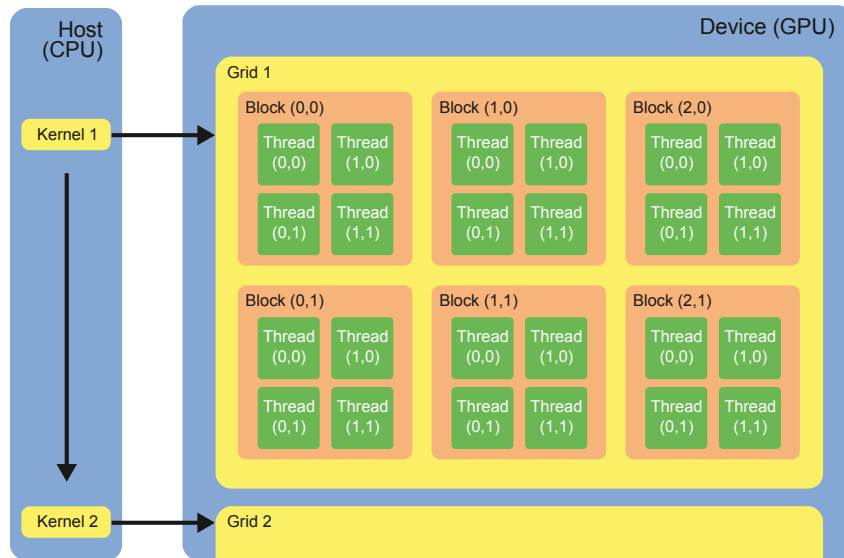 Host
(CPU)
Device (GPU)
Grid 1
Kernel 1
Block (0,0)
Thread
(0,0)
Thread
(1,0)
Thread
(0,1)
Thread
(1,1)
Block (1,0)
Thread
(0,0)
Thread
(1,0)
Thread
(0,1)
Thread
(1,1)
Block (2,0)
Thread
(0,0)
Thread
(1,0)
Thread
(0,1)
Thread
(1,1)
Block (0,1)
Thread
(0,0)
Thread
(1,0)
Thread
(0,1)
Thread
(1,1)
Block (1,1)
Thread
(0,0)
Thread
(1,0)
Thread
(0,1)
Thread
(1,1)
Block (2,1)
Thread
(0,0)
Thread
(1,0)
Thread
(0,1)
Thread
(1,1)
Kernel 2
Grid 2